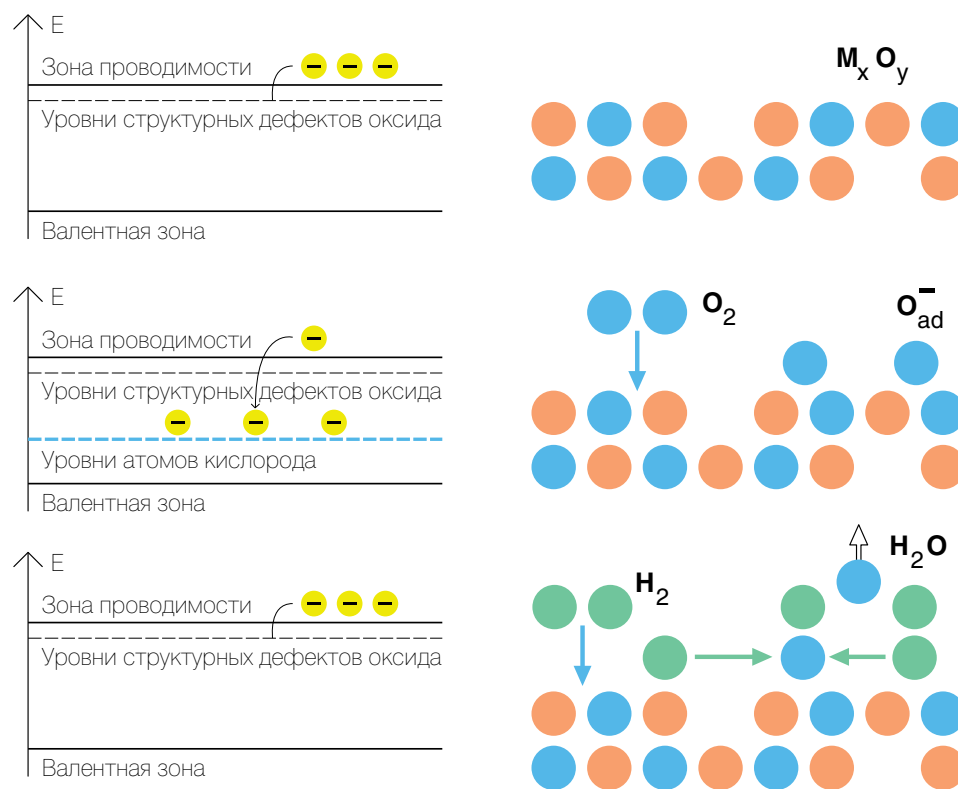 E
Зона проводимости
Уровни структурных дефектов оксида
Валентная зона
MxOy
E
Зона проводимости
Уровни структурных дефектов оксида
Уровни атомов кислорода
Валентная зона
O2
O−ad
E
Зона проводимости
Уровни структурных дефектов оксида
Валентная зона
H2
H2O